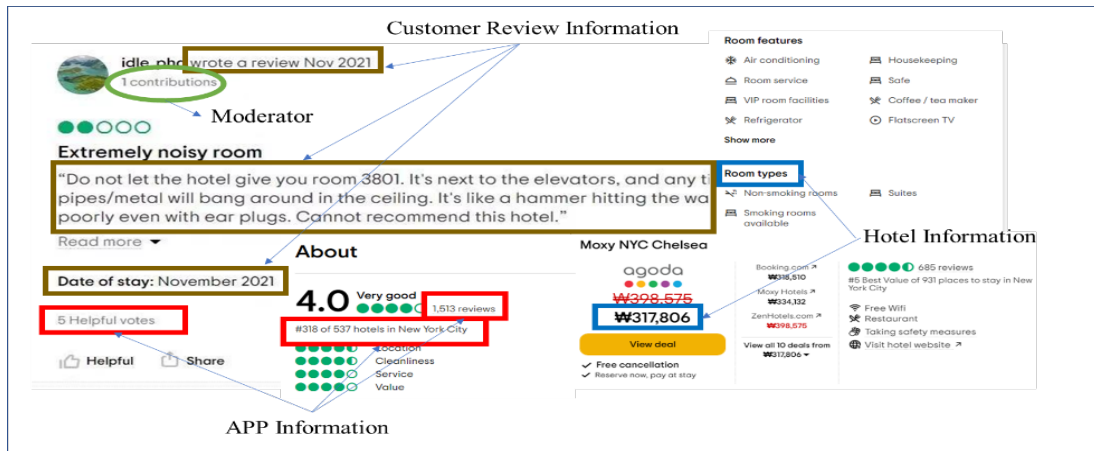 Customer Review Information
idle_pho wrote a review Nov 2021
1 contributions
Moderator
Extremely noisy room
“Do not let the hotel give you room 3801. It's next to the elevators, and any
pipes/metal will bang around in the ceiling. It's like a hammer hitting the
poorly even with ear plugs. Cannot recommend this hotel.”
Read more
Date of stay: November 2021
5 Helpful votes
Helpful
Share
About
4.0 Very good
1,513 reviews
#318 of 537 hotels in New York City
Location
Cleanliness
Service
Value
APP Information
Room features
Air conditioning
Housekeeping
Room service
Safe
VIP room facilities
Coffee / tea maker
Refrigerator
Flatscreen TV
Show more
Room types
Non-smoking rooms
Suites
Smoking rooms
available
Hotel Information
Moxy NYC Chelsea
agoda
₩398,575
₩317,806
View deal
Free cancellation
Reserve now, pay at stay
Booking.com
₩318,510
Moxy Hotels
₩334,132
ZenHotels.com
₩398,575
View all 10 deals from
₩317,806
685 reviews
#5 Best Value of 931 places to stay in New
York City
Free Wifi
Restaurant
Taking safety measures
Visit hotel website